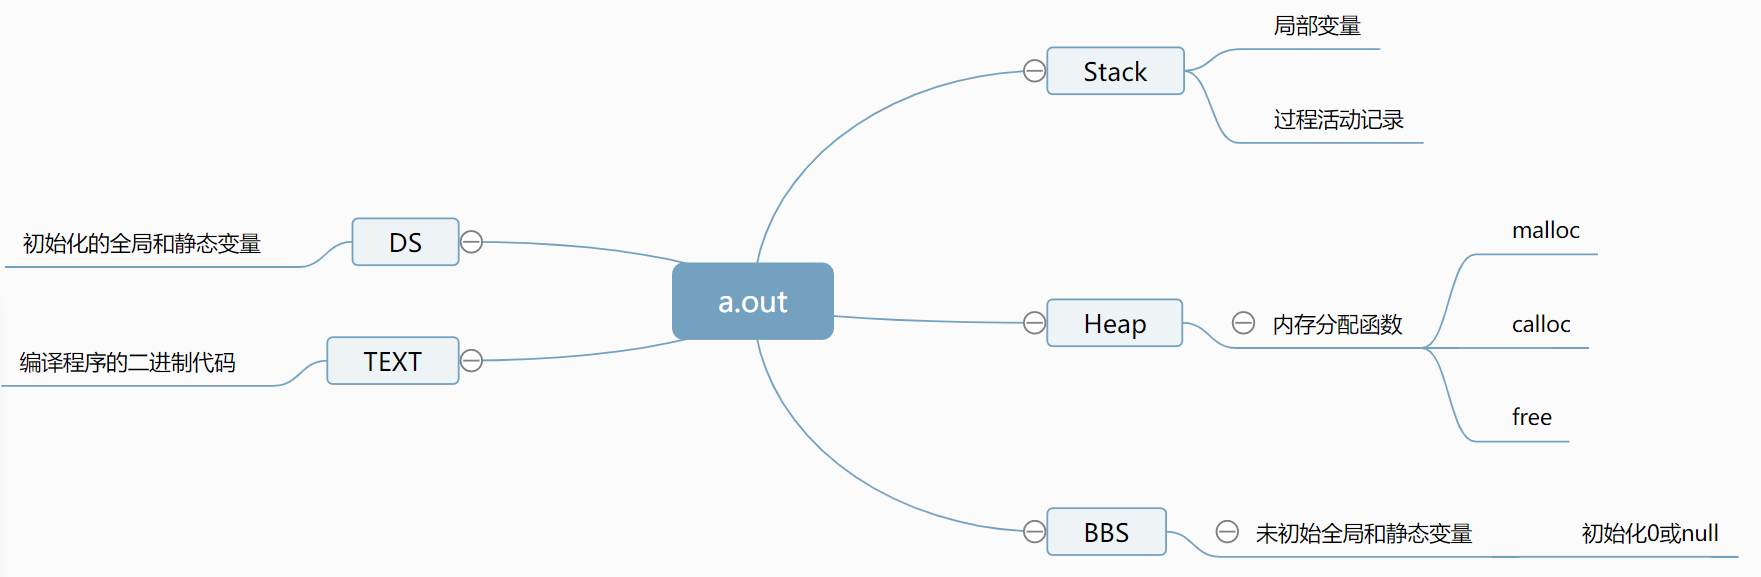 a.out
Stack
局部变量
过程活动记录
Heap
内存分配函数
malloc
calloc
free
BBS
未初始全局和静态变量
初始化0或null
DS
初始化的全局和静态变量
TEXT
编译程序的二进制代码